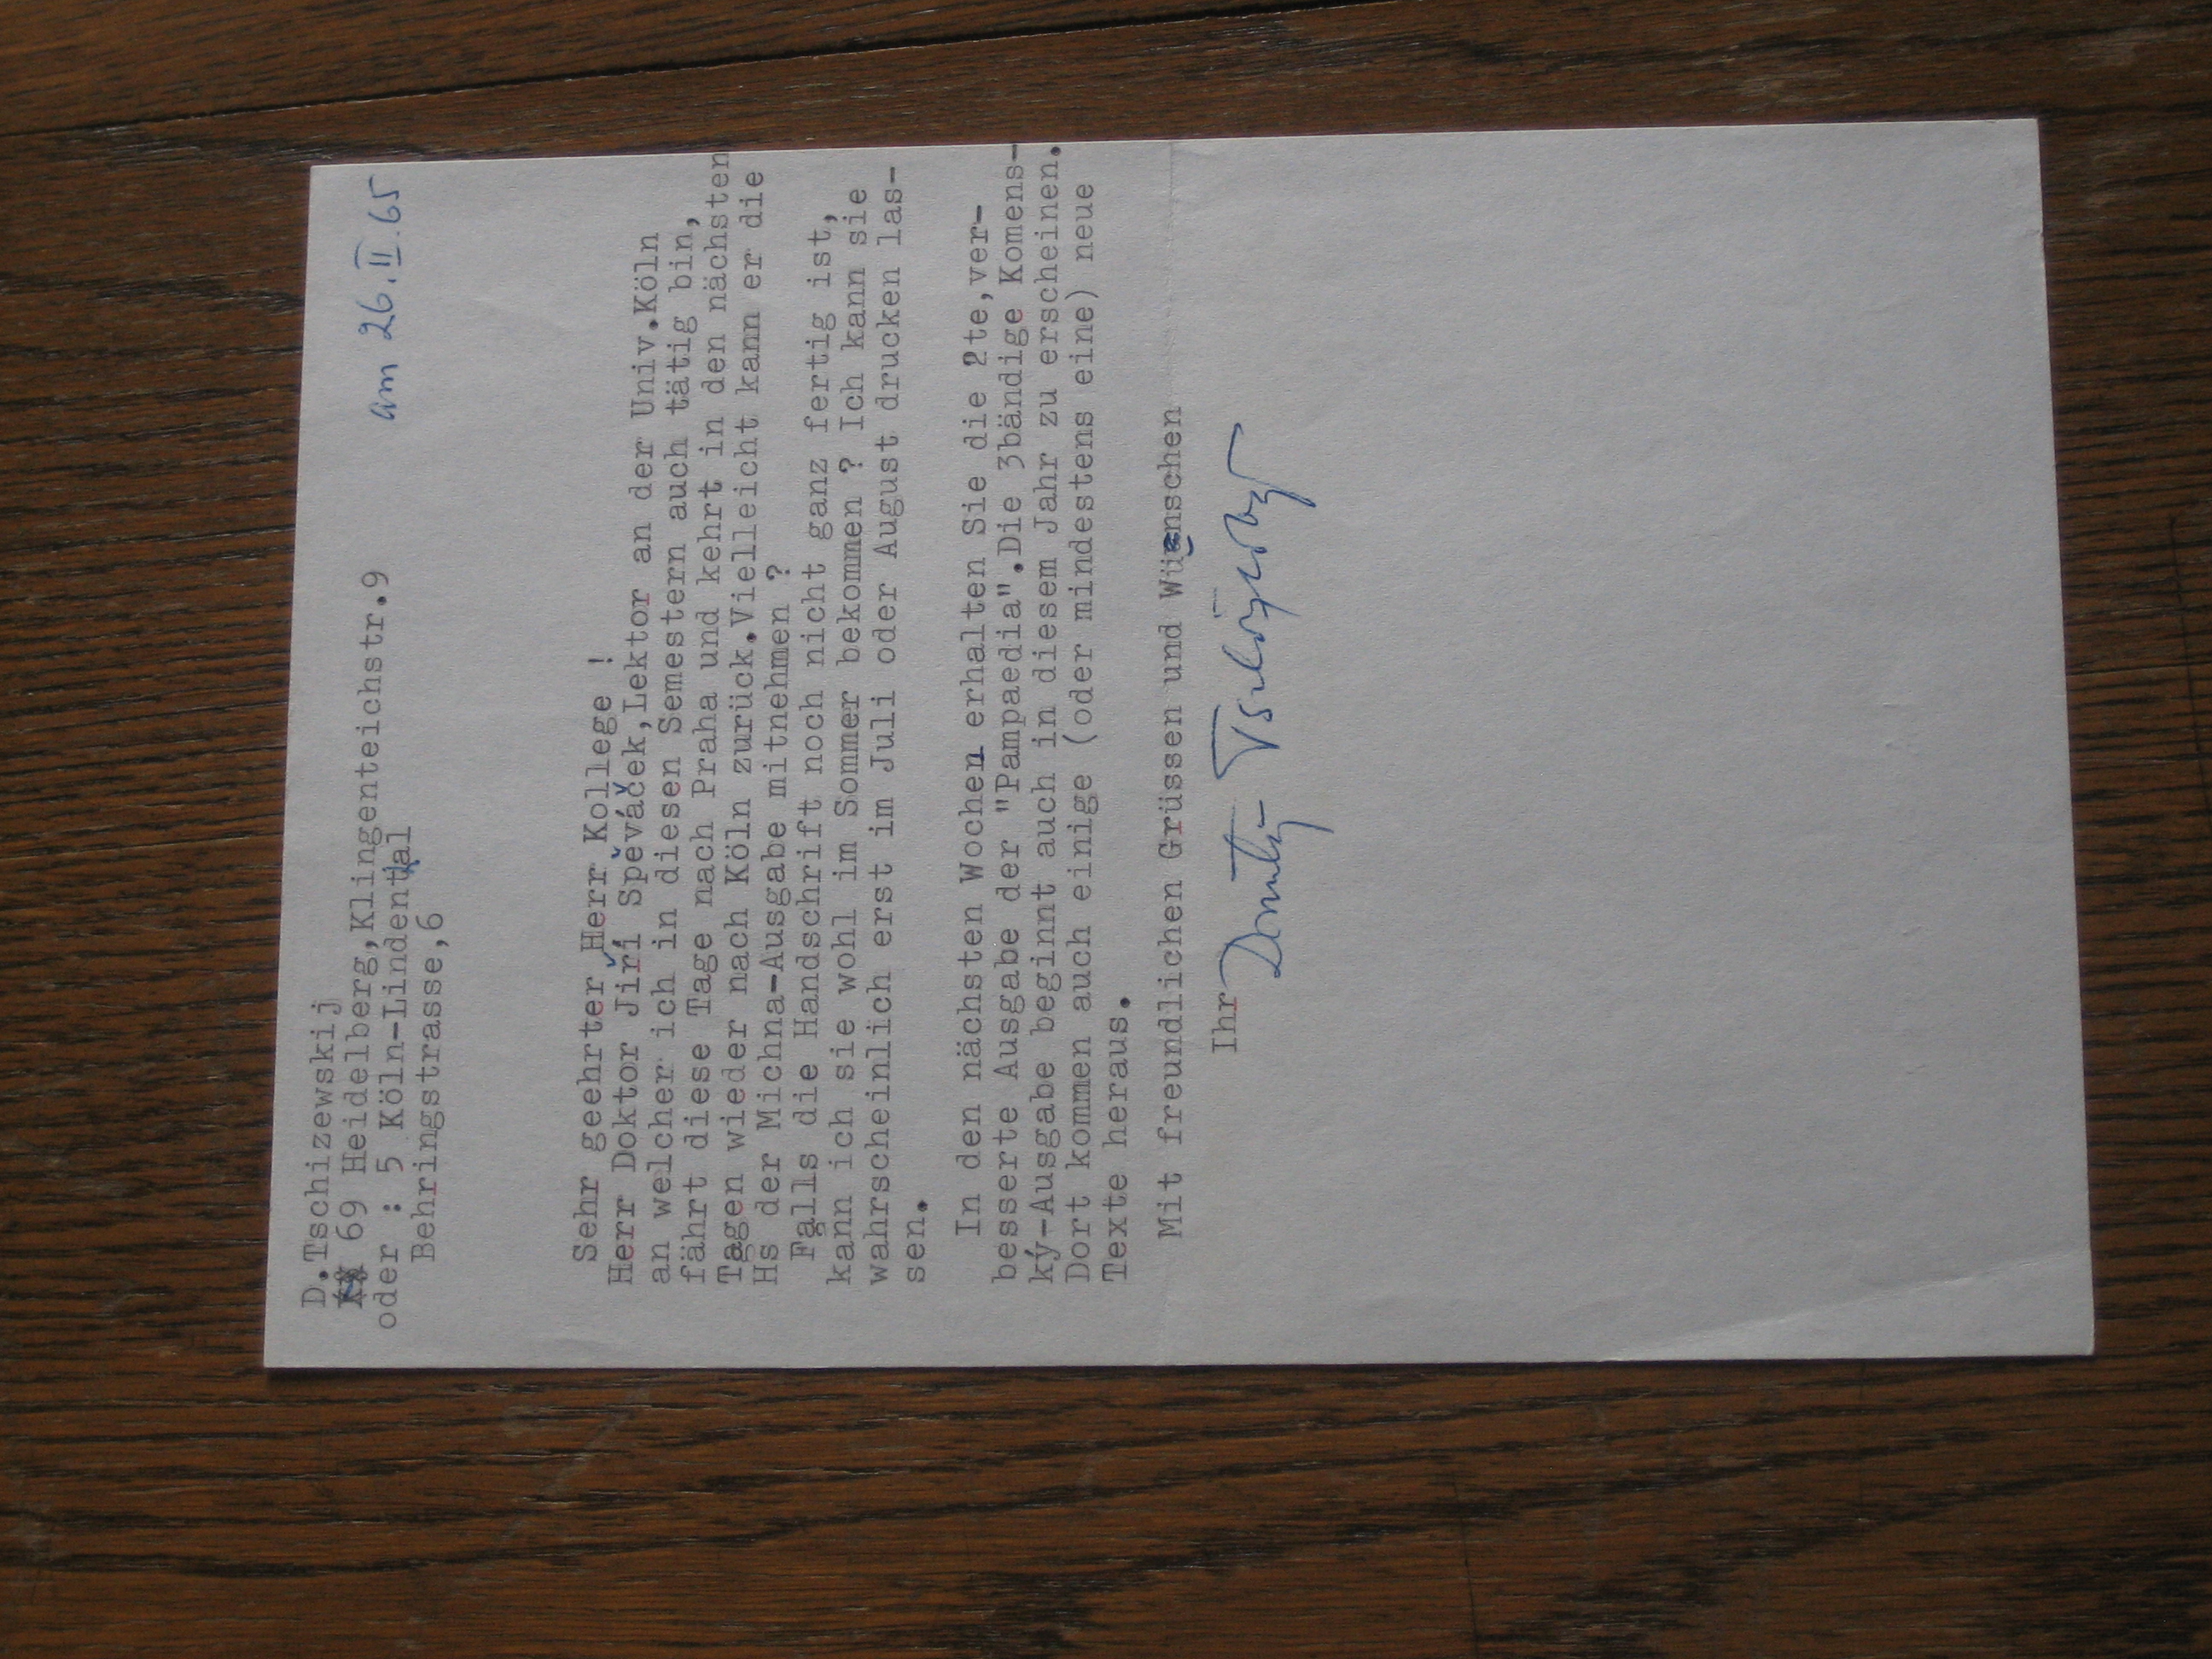 D.Tschizewskij
69 Heidelberg,Klingenteichstr.9
am 26.II.65
oder : 5 Köln-Lindental
Behringstrasse,6
Sehr geehrter Herr Kollege !
Herr Doktor Jiří Spěváček,Lektor an der Univ.Köln
an welcher ich in diesen Semestern auch tätig bin,
fährt diese Tage nach Praha und kehrt in den nächsten
Tagen wieder nach Köln zurück.Vielleicht kann er die
Hs der Michna-Ausgabe mitnehmen ?
Falls die Handschrift noch nicht ganz fertig ist,
kann ich sie wohl im Sommer bekommen ? Ich kann sie
wahrscheinlich erst im Juli oder August drucken las-
sen.
In den nächsten Wochen erhalten Sie die 2te,ver-
besserte Ausgabe der "Pampaedia".Die 3bändige Komens-
ký-Ausgabe beginnt auch in diesem Jahr zu erscheinen.
Dort kommen auch einige (oder mindestens eine) neue
Texte heraus.
Mit freundlichen Grüssen und Wünschen
Ihr